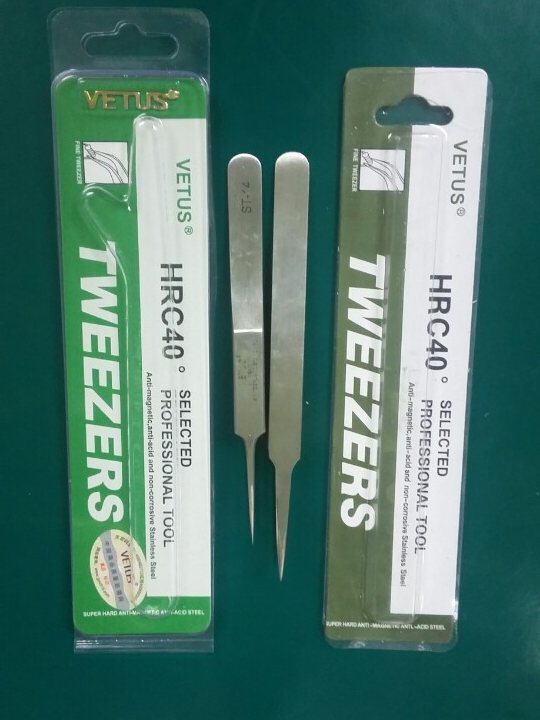 VETUS
FINE TWEEZER
VETUS®
TWEEZERS
HRC40°
SELECTED
PROFESSIONAL TOOL
Anti-magnetic,anti-acid and non-corrosive Stainless Steel
VETUS
SUPER HARD ANTI-MAGNETIC ANTI-ACID STEEL
FINE TWEEZER
VETUS®
TWEEZERS
HRC40°
SELECTED
PROFESSIONAL TOOL
Anti-magnetic,anti-acid and non-corrosive Stainless Steel
SUPER HARD ANTI-MAGNETIC ANTI-ACID STEEL